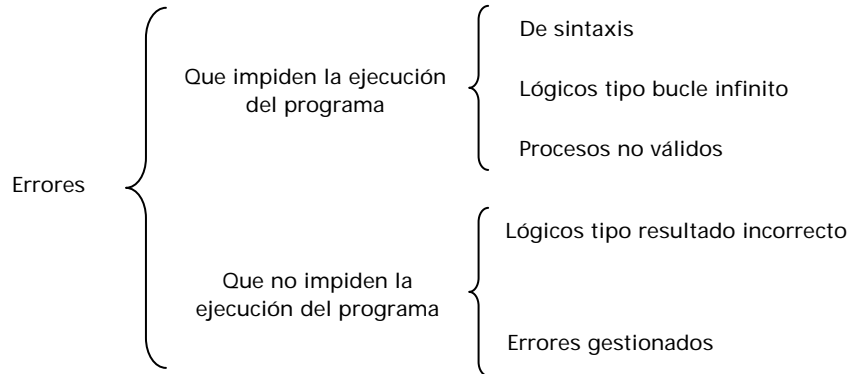 Errores
Que impiden la ejecución
del programa
De sintaxis
Lógicos tipo bucle infinito
Procesos no válidos
Que no impiden la
ejecución del programa
Lógicos tipo resultado incorrecto
Errores gestionados